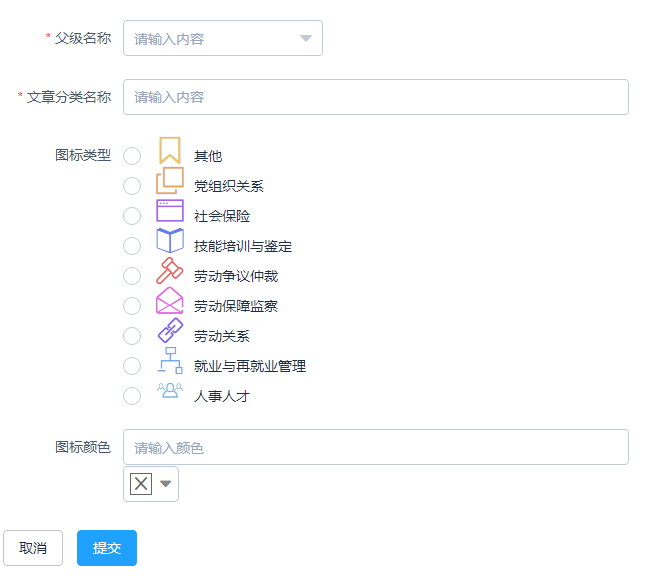 * 父级名称 请输入内容
* 文章分类名称 请输入内容
图标类型 其他
党组织关系
社会保险
技能培训与鉴定
劳动争议仲裁
劳动保障监察
劳动关系
就业与再就业管理
人事人才
图标颜色 请输入颜色
取消 提交